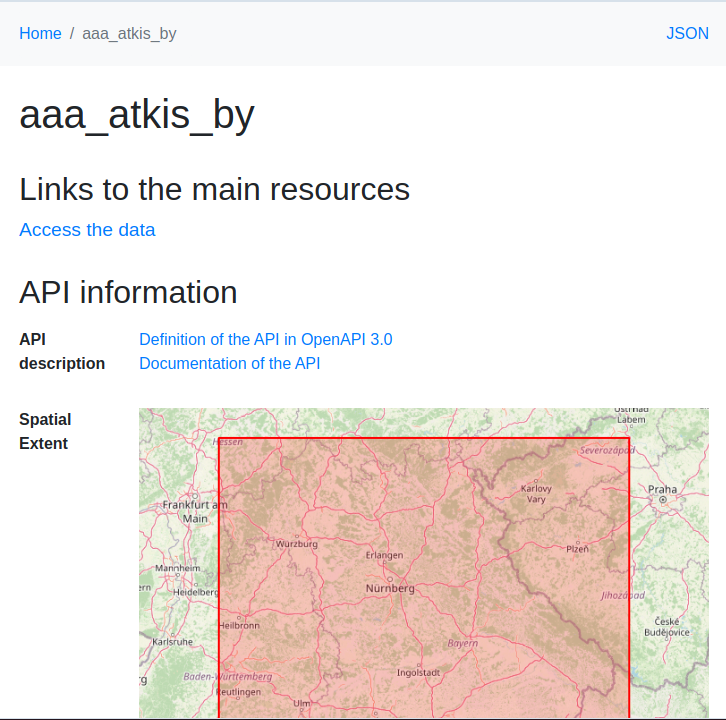 Home / aaa_atkis_by JSON
aaa_atkis_by
Links to the main resources
Access the data
API information
API description
Definition of the API in OpenAPI 3.0
Documentation of the API
Spatial Extent
Labem
Hessen
Severozápad
Karlovy Vary
Praha
Frankfurt am Main
Würzburg
Erlangen
Plzeň
Mannheim
Nürnberg
Heidelberg
Jihozápad
Heilbronn
České Budějovice
Karlsruhe
Bayern
Baden-Württemberg
Ingolstadt
Reutlingen
Ulm